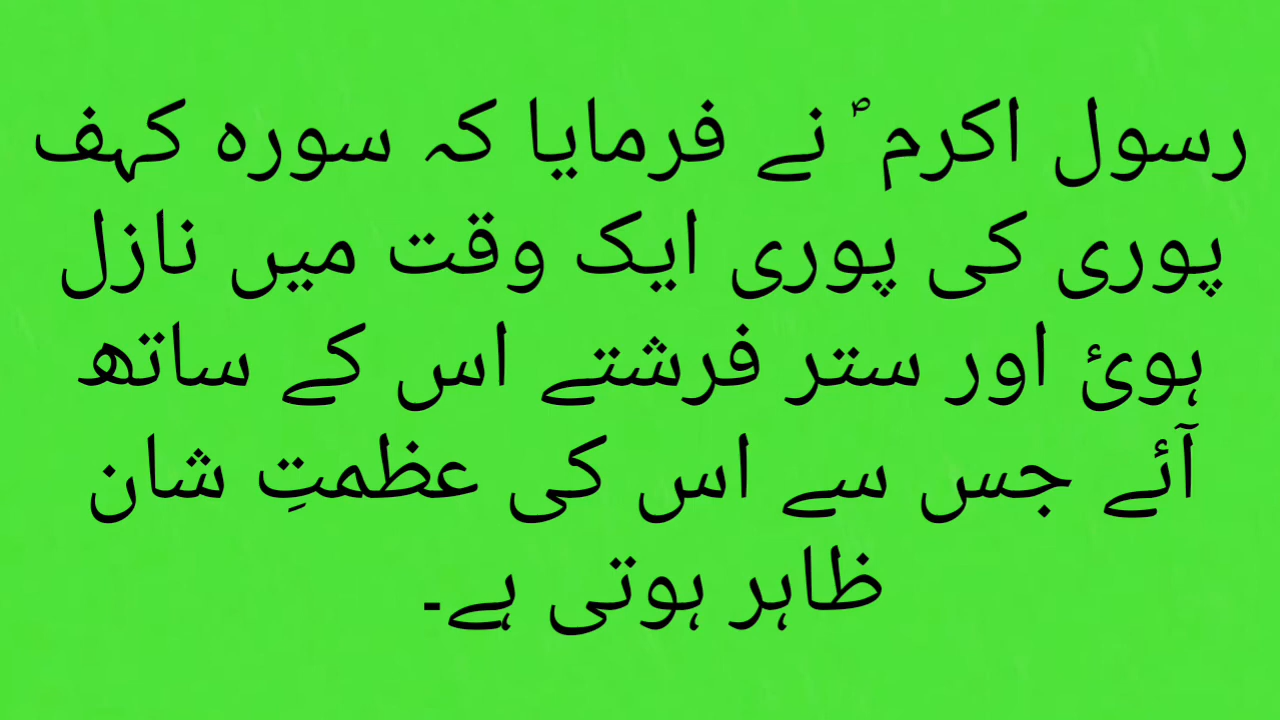 رسول اکرم ؐ نے فرمایا کہ سورہ کہف
پوری کی پوری ایک وقت میں نازل
ہوئ اور ستر فرشتے اس کے ساتھ
آئے جس سے اس کی عظمتِ شان
ظاہر ہوتی ہے۔